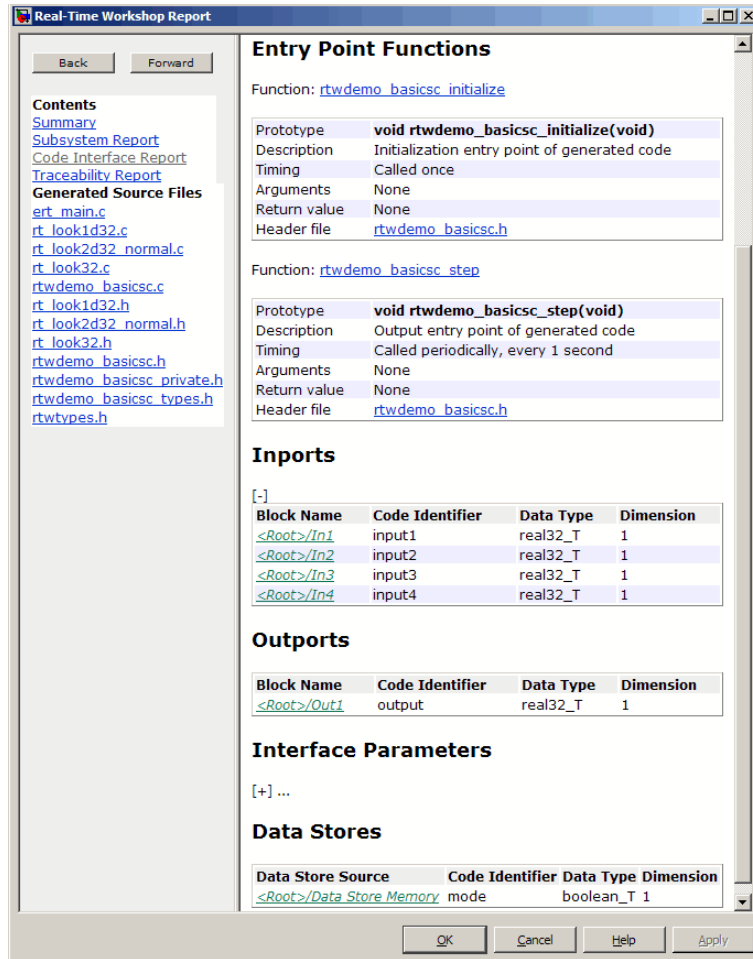 Real-Time Workshop Report
Back Forward
Contents
Summary
Subsystem Report
Code Interface Report
Traceability Report
Generated Source Files
ert_main.c
rt_look1d32.c
rt_look2d32_normal.c
rt_look32.c
rtwdemo_basicsc.c
rt_look1d32.h
rt_look2d32_normal.h
rt_look32.h
rtwdemo_basicsc.h
rtwdemo_basicsc_private.h
rtwdemo_basicsc_types.h
rtwtypes.h
Entry Point Functions
Function: rtwdemo_basicsc_initialize
Prototype void rtwdemo_basicsc_initialize(void)
Description Initialization entry point of generated code
Timing Called once
Arguments None
Return value None
Header file rtwdemo_basicsc.h
Function: rtwdemo_basicsc_step
Prototype void rtwdemo_basicsc_step(void)
Description Output entry point of generated code
Timing Called periodically, every 1 second
Arguments None
Return value None
Header file rtwdemo_basicsc.h
Inports
[-]
Block Name Code Identifier Data Type Dimension
<Root>/In1 input1 real32_T 1
<Root>/In2 input2 real32_T 1
<Root>/In3 input3 real32_T 1
<Root>/In4 input4 real32_T 1
Outports
Block Name Code Identifier Data Type Dimension
<Root>/Out1 output real32_T 1
Interface Parameters
[+] ...
Data Stores
Data Store Source Code Identifier Data Type Dimension
<Root>/Data Store Memory mode boolean_T 1
OK Cancel Help Apply